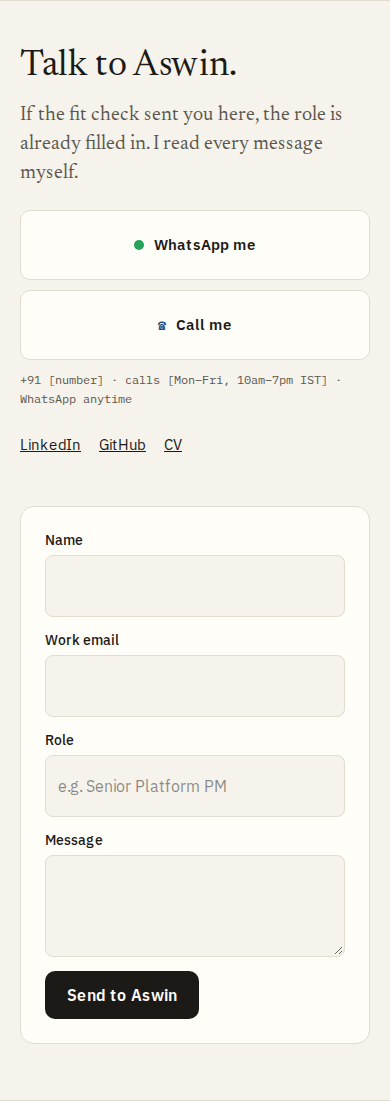 Talk to Aswin.
If the fit check sent you here, the role is
already filled in. I read every message
myself.
WhatsApp me
☎ Call me
+91 [number] · calls [Mon–Fri, 10am–7pm IST] ·
WhatsApp anytime
LinkedIn GitHub CV
Name
Work email
Role
e.g. Senior Platform PM
Message
Send to Aswin